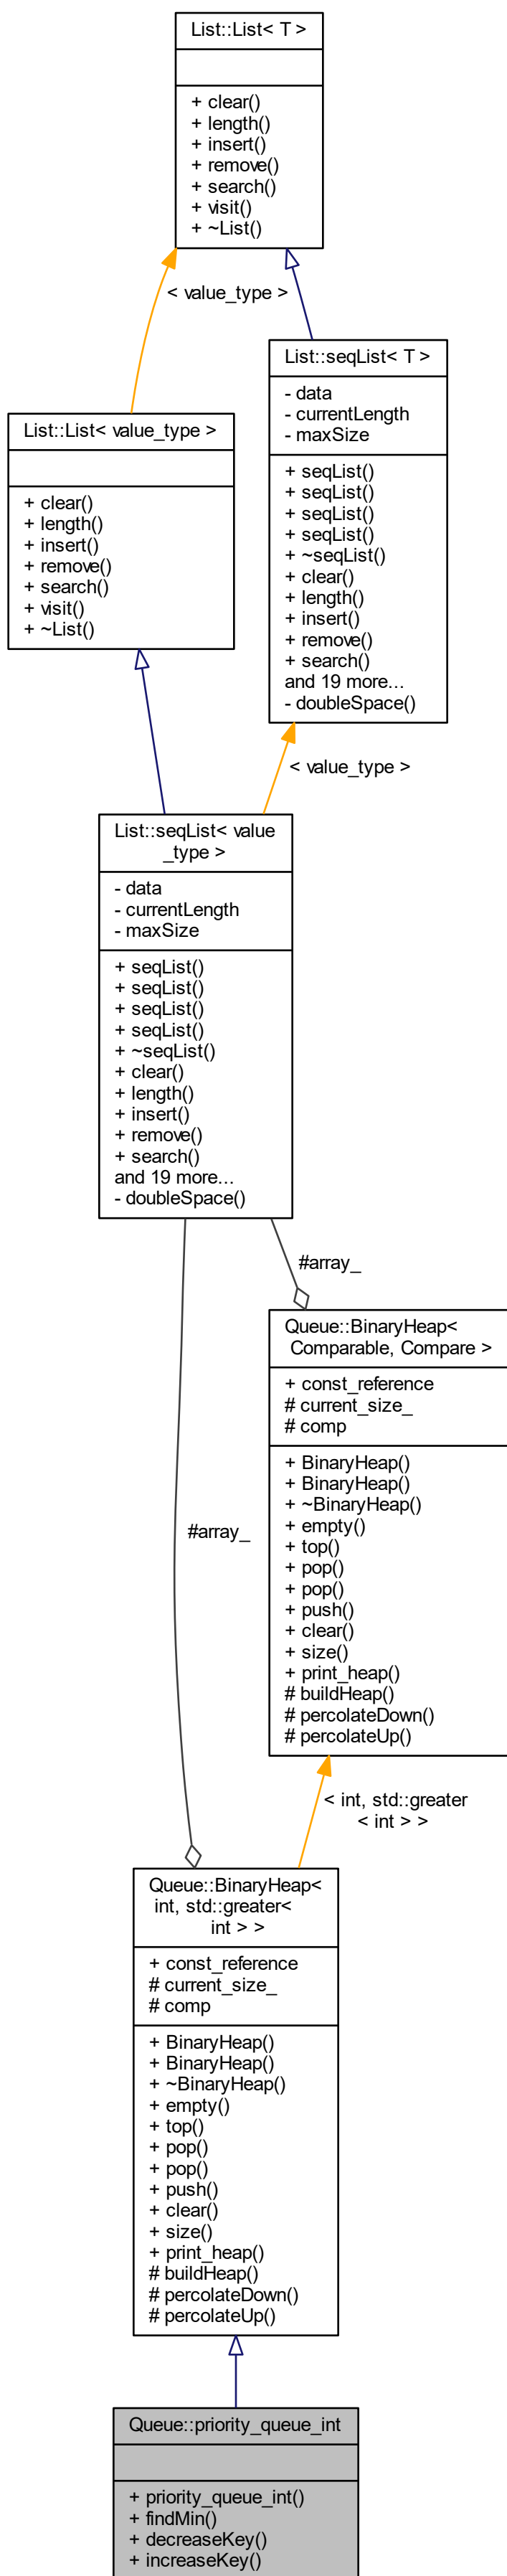 List::List< T >
+ clear()
+ length()
+ insert()
+ remove()
+ search()
+ visit()
+ ~List()
< value_type >
List::seqList< T >
- data
- currentLength
- maxSize
+ seqList()
+ seqList()
+ seqList()
+ seqList()
+ ~seqList()
+ clear()
+ length()
+ insert()
+ remove()
+ search()
and 19 more...
- doubleSpace()
List::List< value_type >
+ clear()
+ length()
+ insert()
+ remove()
+ search()
+ visit()
+ ~List()
< value_type >
List::seqList< value
_type >
- data
- currentLength
- maxSize
+ seqList()
+ seqList()
+ seqList()
+ seqList()
+ ~seqList()
+ clear()
+ length()
+ insert()
+ remove()
+ search()
and 19 more...
- doubleSpace()
#array_
Queue::BinaryHeap<
Comparable, Compare >
+ const_reference
# current_size_
# comp
+ BinaryHeap()
+ BinaryHeap()
+ ~BinaryHeap()
+ empty()
+ top()
+ pop()
+ pop()
+ push()
+ clear()
+ size()
+ print_heap()
# buildHeap()
# percolateDown()
# percolateUp()
#array_
< int, std::greater
< int > >
Queue::BinaryHeap<
int, std::greater<
int > >
+ const_reference
# current_size_
# comp
+ BinaryHeap()
+ BinaryHeap()
+ ~BinaryHeap()
+ empty()
+ top()
+ pop()
+ pop()
+ push()
+ clear()
+ size()
+ print_heap()
# buildHeap()
# percolateDown()
# percolateUp()
Queue::priority_queue_int
+ priority_queue_int()
+ findMin()
+ decreaseKey()
+ increaseKey()